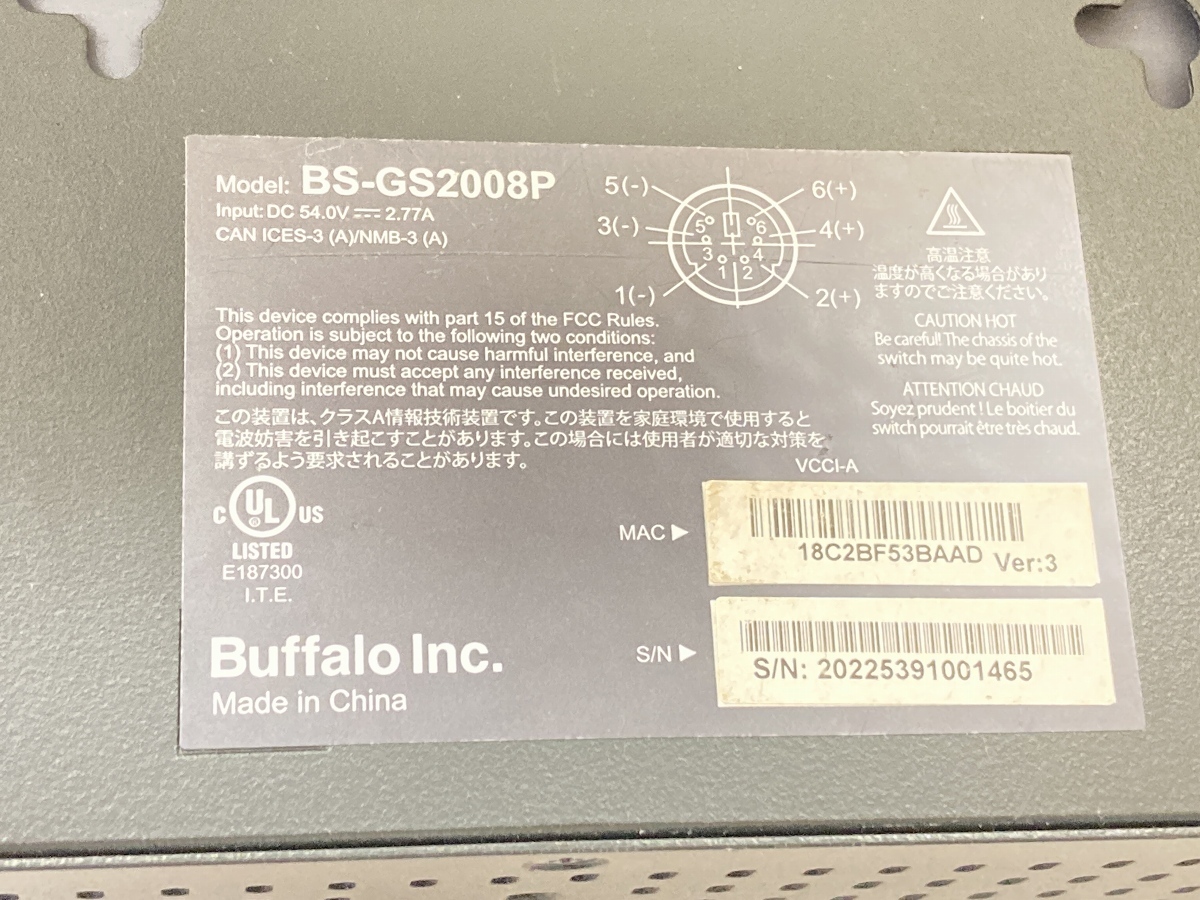 Model: BS-GS2008P
Input: DC 54.0V ⎓ 2.77A
CAN ICES-3 (A)/NMB-3 (A)
5(-)
6(+)
3(-)
4(+)
1(-)
2(+)
5
6
3
4
1
2
高温注意
温度が高くなる場合があり
ますのでご注意ください。
CAUTION HOT
Be careful! The chassis of the
switch may be quite hot.
ATTENTION CHAUD
Soyez prudent ! Le boitier du
switch pourrait être très chaud.
This device complies with part 15 of the FCC Rules.
Operation is subject to the following two conditions:
(1) This device may not cause harmful interference, and
(2) This device must accept any interference received,
including interference that may cause undesired operation.
この装置は、クラスA情報技術装置です。この装置を家庭環境で使用すると
電波妨害を引き起こすことがあります。この場合には使用者が適切な対策を
講ずるよう要求されることがあります。
VCCI-A
C UL ® US
LISTED
E187300
I.T.E.
MAC ▶
18C2BF53BAAD Ver:3
Buffalo Inc.
Made in China
S/N ▶
S/N: 20225391001465